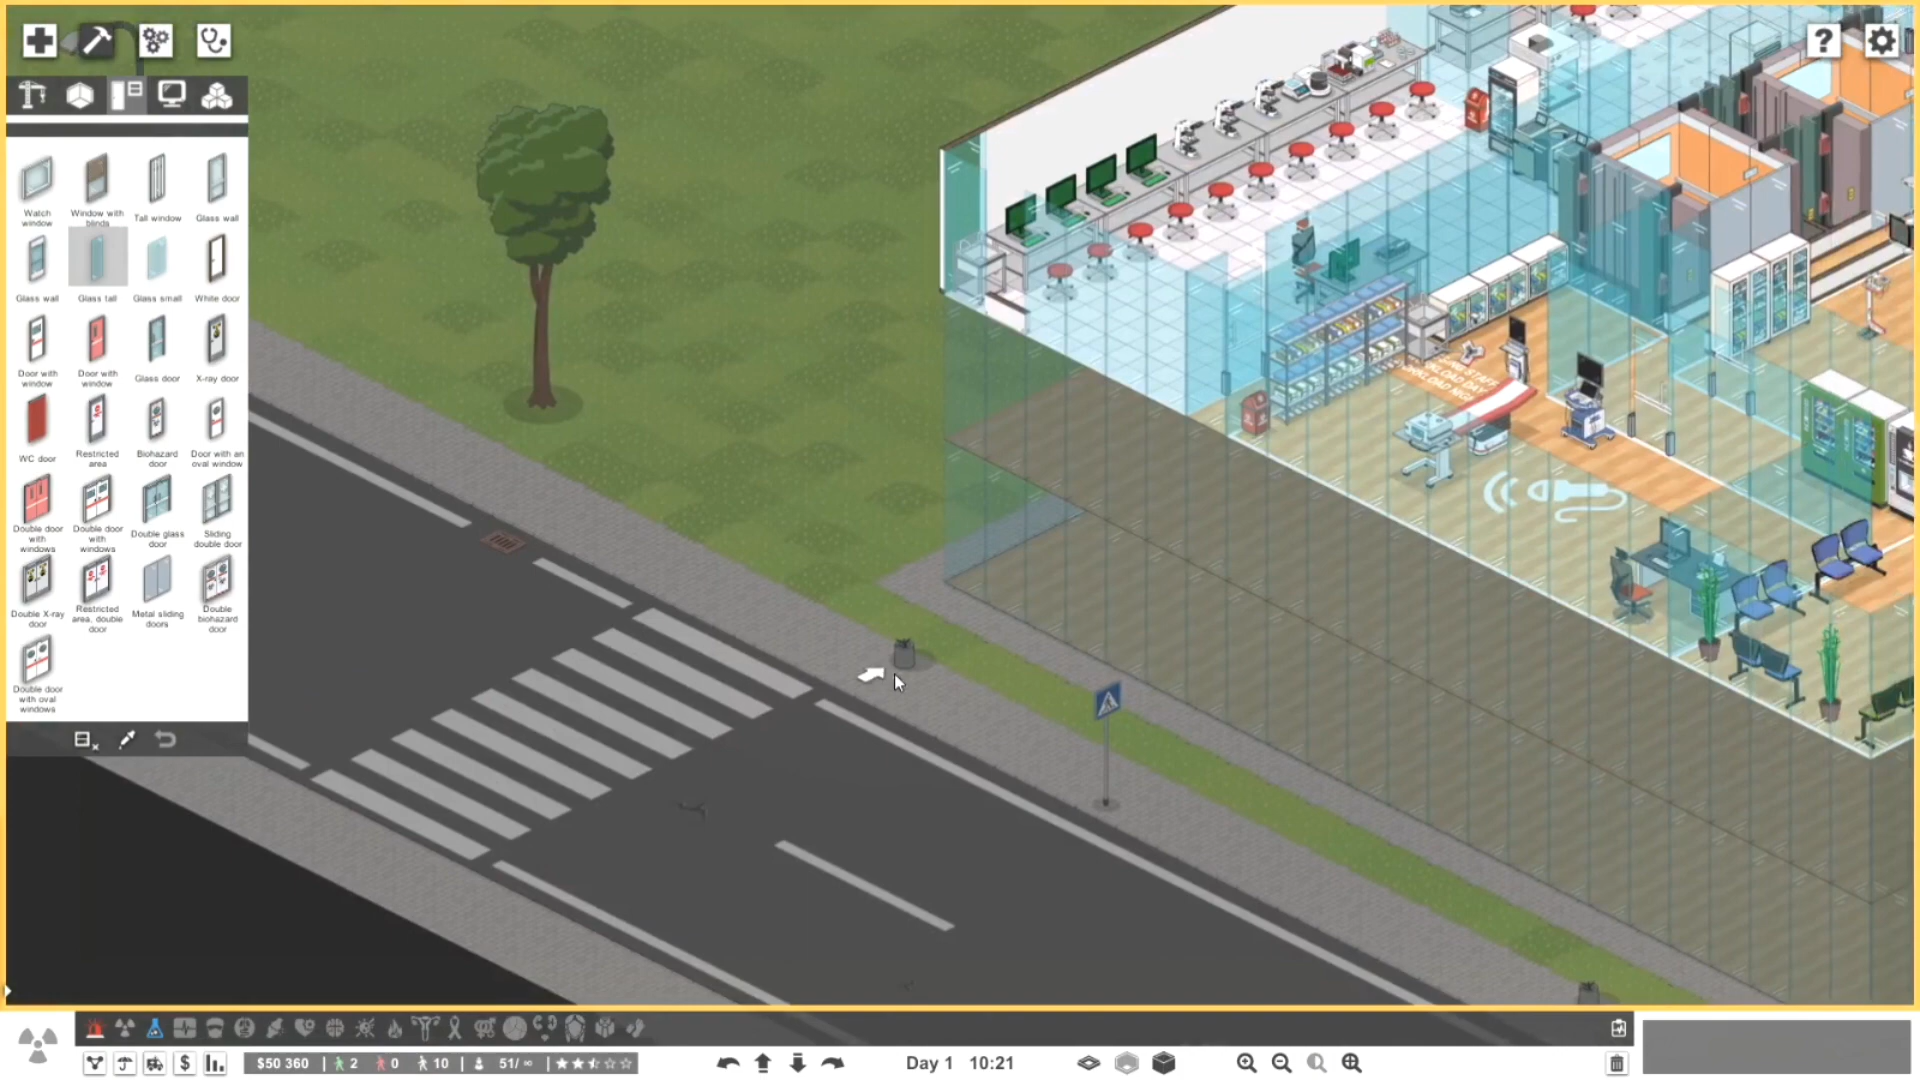 ?
Watch window
Window with blinds
Tall window
Glass wall
Glass wall
Glass tall
Glass small
White door
Door with window
Door with window
Glass door
X-ray door
WC door
Restricted area
Biohazard door
Door with an oval window
Double door with windows
Double door with windows
Double glass door
Sliding double door
Double X-ray door
Restricted area, double door
Metal sliding doors
Double biohazard door
Double door with oval windows
$50 360
2
0
10
51/ ∞
Day 1 10:21